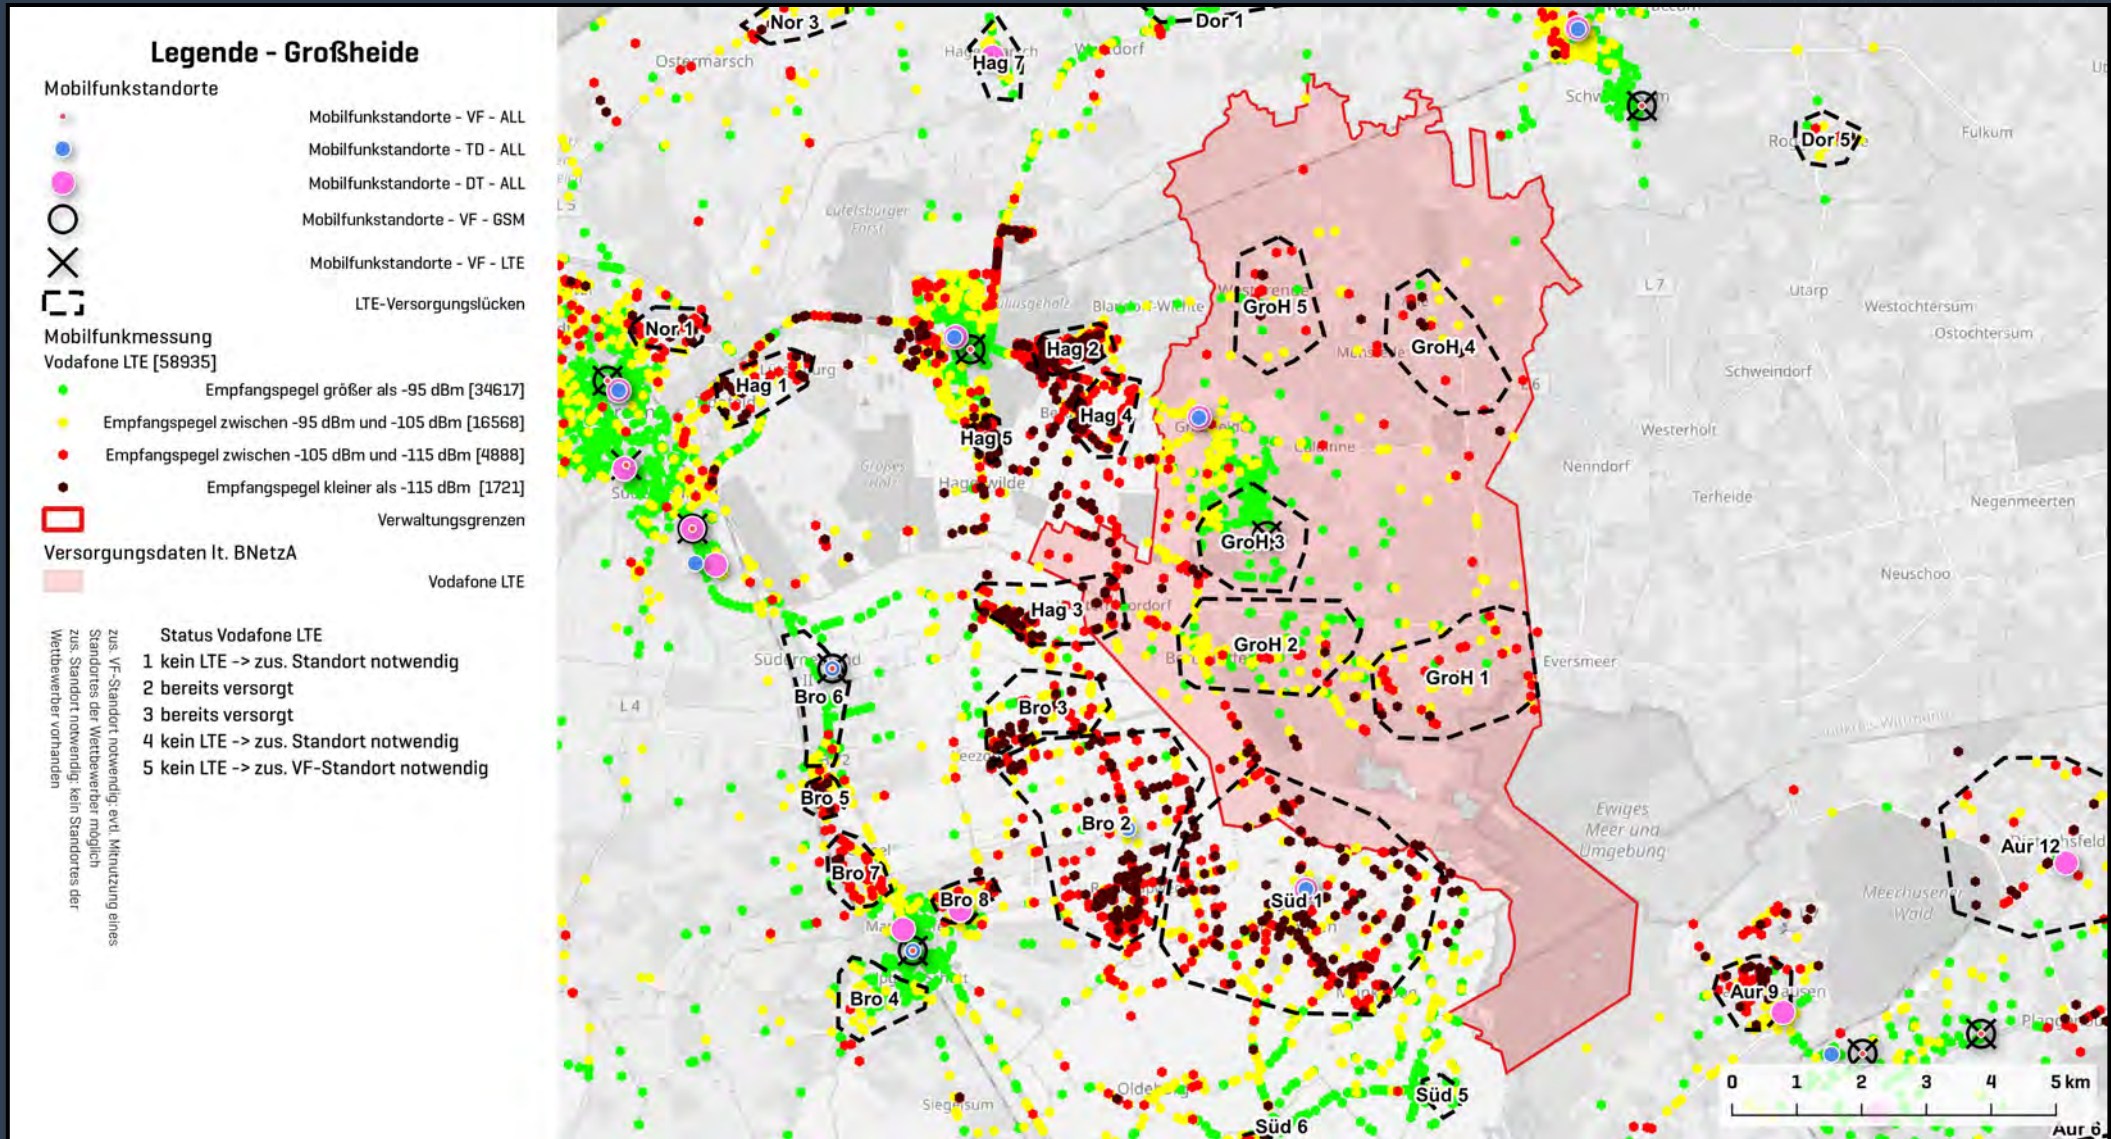 Legende - Großheide
Mobilfunkstandorte
Mobilfunkstandorte - VF - ALL
Mobilfunkstandorte - TD - ALL
Mobilfunkstandorte - DT - ALL
Mobilfunkstandorte - VF - GSM
Mobilfunkstandorte - VF - LTE
LTE-Versorgungslücken
Mobilfunkmessung
Vodafone LTE [58935]
Empfangspegel größer als -95 dBm [34617]
Empfangspegel zwischen -95 dBm und -105 dBm [16568]
Empfangspegel zwischen -105 dBm und -115 dBm [4888]
Empfangspegel kleiner als -115 dBm [1721]
Verwaltungsgrenzen
Versorgungsdaten lt. BNetzA
Vodafone LTE
Status Vodafone LTE
1 kein LTE -> zus. Standort notwendig
2 bereits versorgt
3 bereits versorgt
4 kein LTE -> zus. Standort notwendig
5 kein LTE -> zus. VF-Standort notwendig
zus. VF-Standort notwendig: evtl. Mitnutzung eines
Standortes der Wettbewerber möglich
zus. Standort notwendig: kein Standortes der
Wettbewerber vorhanden
Nor 3
Dor 1
Ostermarsch
Hag 7
Schw
Dor 5
Fulkum
L 5
Lütelsburger
Forst
GroH 5
L 7
Utarp
Westochtersum
Ostochtersum
Nor 1
Hag 2
GroH 4
Hag 1
Schweindorf
Hag 4
Hag 5
Westerholt
Nenndorf
Großes
Holz
Terheide
Negenmeerten
GroH 3
Neuschoo
Hag 3
GroH 2
Eversmeer
GroH 1
Bro 6
L 4
Bro 3
Bro 5
Bro 2
Ewiges
Meer und
Umgebung
Aur 12
Bro 7
Bro 8
Süd 1
Meerhusener
Wald
Bro 4
Aur 9
Siegelsum
Süd 5
Süd 6
0 1 2 3 4 5 km
Aur 6